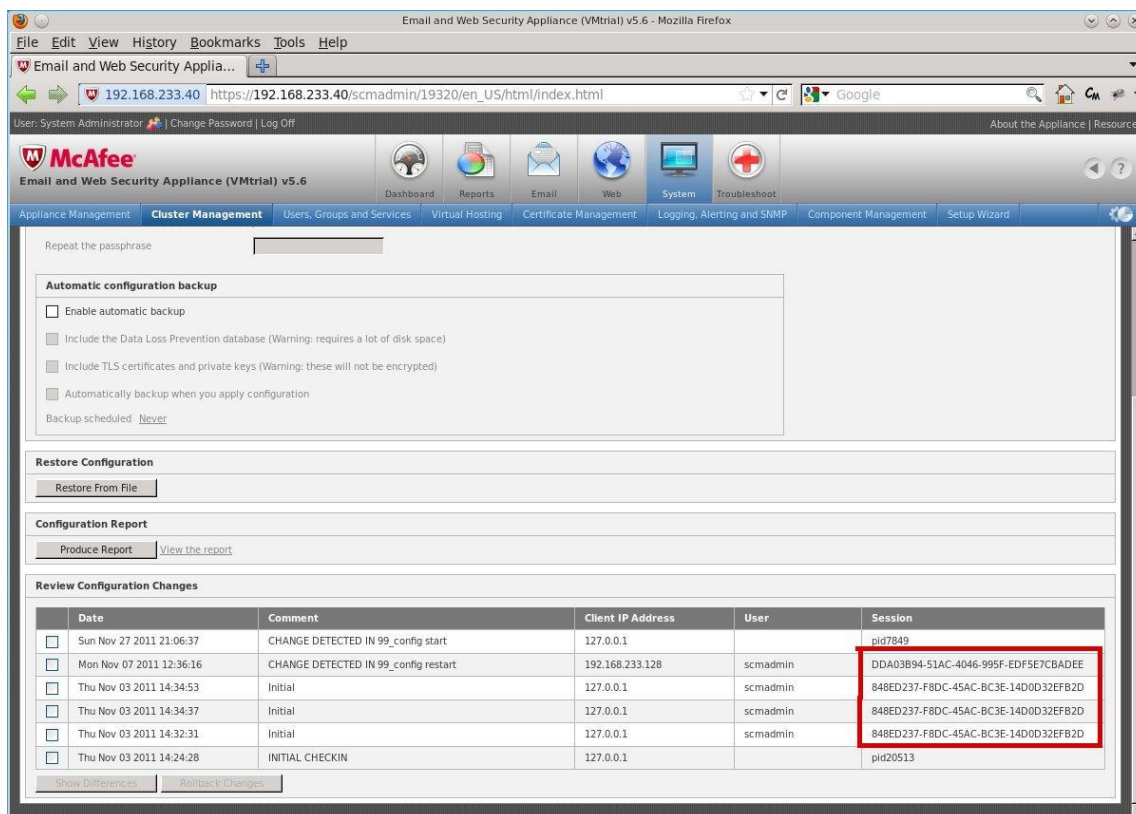 Email and Web Security Appliance (VMtrial) v5.6 - Mozilla Firefox
File Edit View History Bookmarks Tools Help
Email and Web Security Applia...
192.168.233.40 https://192.168.233.40/scmadmin/19320/en_US/html/index.html Google
User: System Administrator | Change Password | Log Off About the Appliance | Resource
McAfee
Email and Web Security Appliance (VMtrial) v5.6
Dashboard Reports Email Web System Troubleshoot
Appliance Management Cluster Management Users, Groups and Services Virtual Hosting Certificate Management Logging, Alerting and SNMP Component Management Setup Wizard
Repeat the passphrase
Automatic configuration backup
Enable automatic backup
Include the Data Loss Prevention database (Warning: requires a lot of disk space)
Include TLS certificates and private keys (Warning: these will not be encrypted)
Automatically backup when you apply configuration
Backup scheduled Never
Restore Configuration
Restore From File
Configuration Report
Produce Report View the report
Review Configuration Changes
Date Comment Client IP Address User Session
Sun Nov 27 2011 21:06:37 CHANGE DETECTED IN 99_config start 127.0.0.1 pid7849
Mon Nov 07 2011 12:36:16 CHANGE DETECTED IN 99_config restart 192.168.233.128 scmadmin DDA03B94-51AC-4046-995F-EDF5E7CBADEE
Thu Nov 03 2011 14:34:53 Initial 127.0.0.1 scmadmin 848ED237-F8DC-45AC-BC3E-14D0D32EFB2D
Thu Nov 03 2011 14:34:37 Initial 127.0.0.1 scmadmin 848ED237-F8DC-45AC-BC3E-14D0D32EFB2D
Thu Nov 03 2011 14:32:31 Initial 127.0.0.1 scmadmin 848ED237-F8DC-45AC-BC3E-14D0D32EFB2D
Thu Nov 03 2011 14:24:28 INITIAL CHECKIN 127.0.0.1 pid20513
Show Differences Rollback Changes